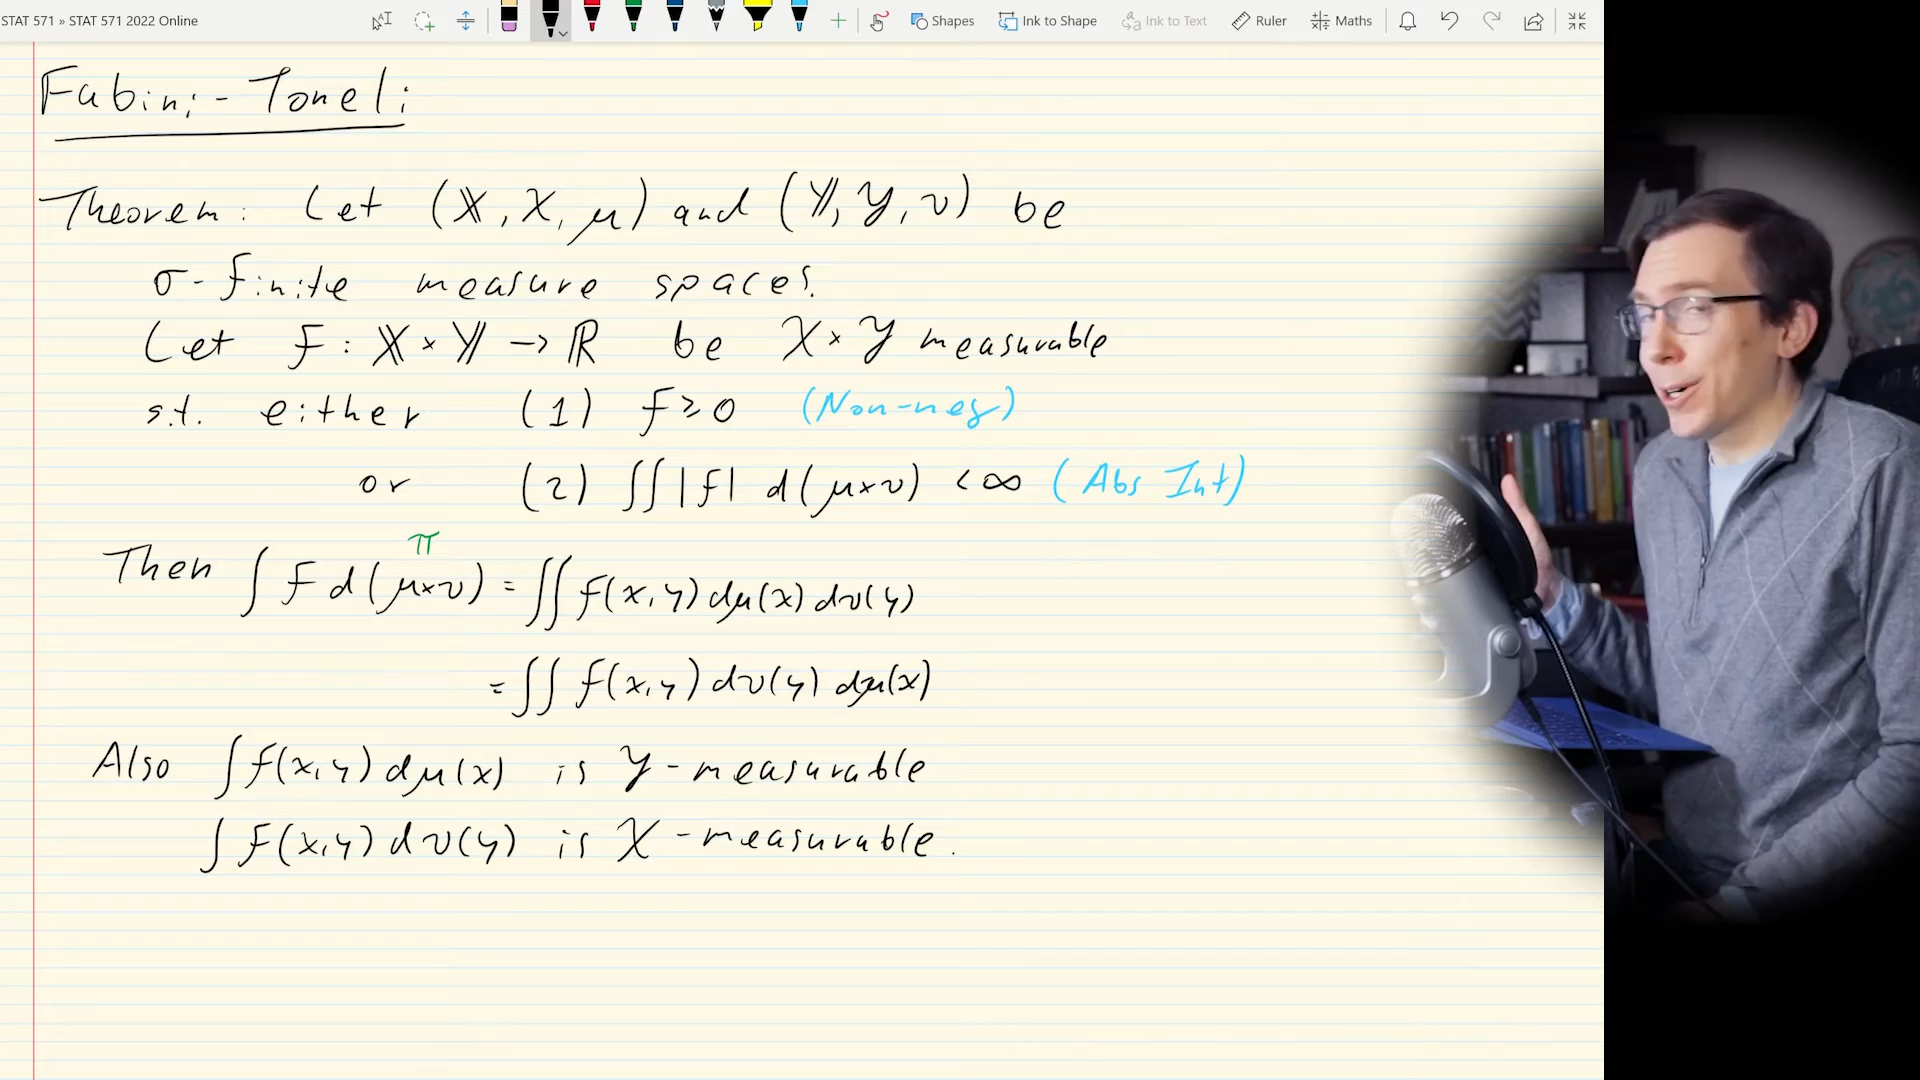 STAT 571 » STAT 571 2022 Online
Shapes Ink to Shape Ink to Text Ruler Maths
Fubini-Toneli
Theorem: Let (𝕏, 𝒳, μ) and (𝕐, 𝒴, ν) be
σ-finite measure spaces.
Let f : 𝕏 × 𝕐 → ℝ be 𝒳 × 𝒴 measurable
s.t. either (1) f ≥ 0 (Non-neg)
or (2) ∫∫ |f| d(μ×ν) < ∞ (Abs Int)
π
Then ∫ f d(μ×ν) = ∫∫ f(x,y) dμ(x) dν(y)
= ∫∫ f(x,y) dν(y) dμ(x)
Also ∫ f(x,y) dμ(x) is 𝒴-measurable
∫ f(x,y) dν(y) is 𝒳-measurable.